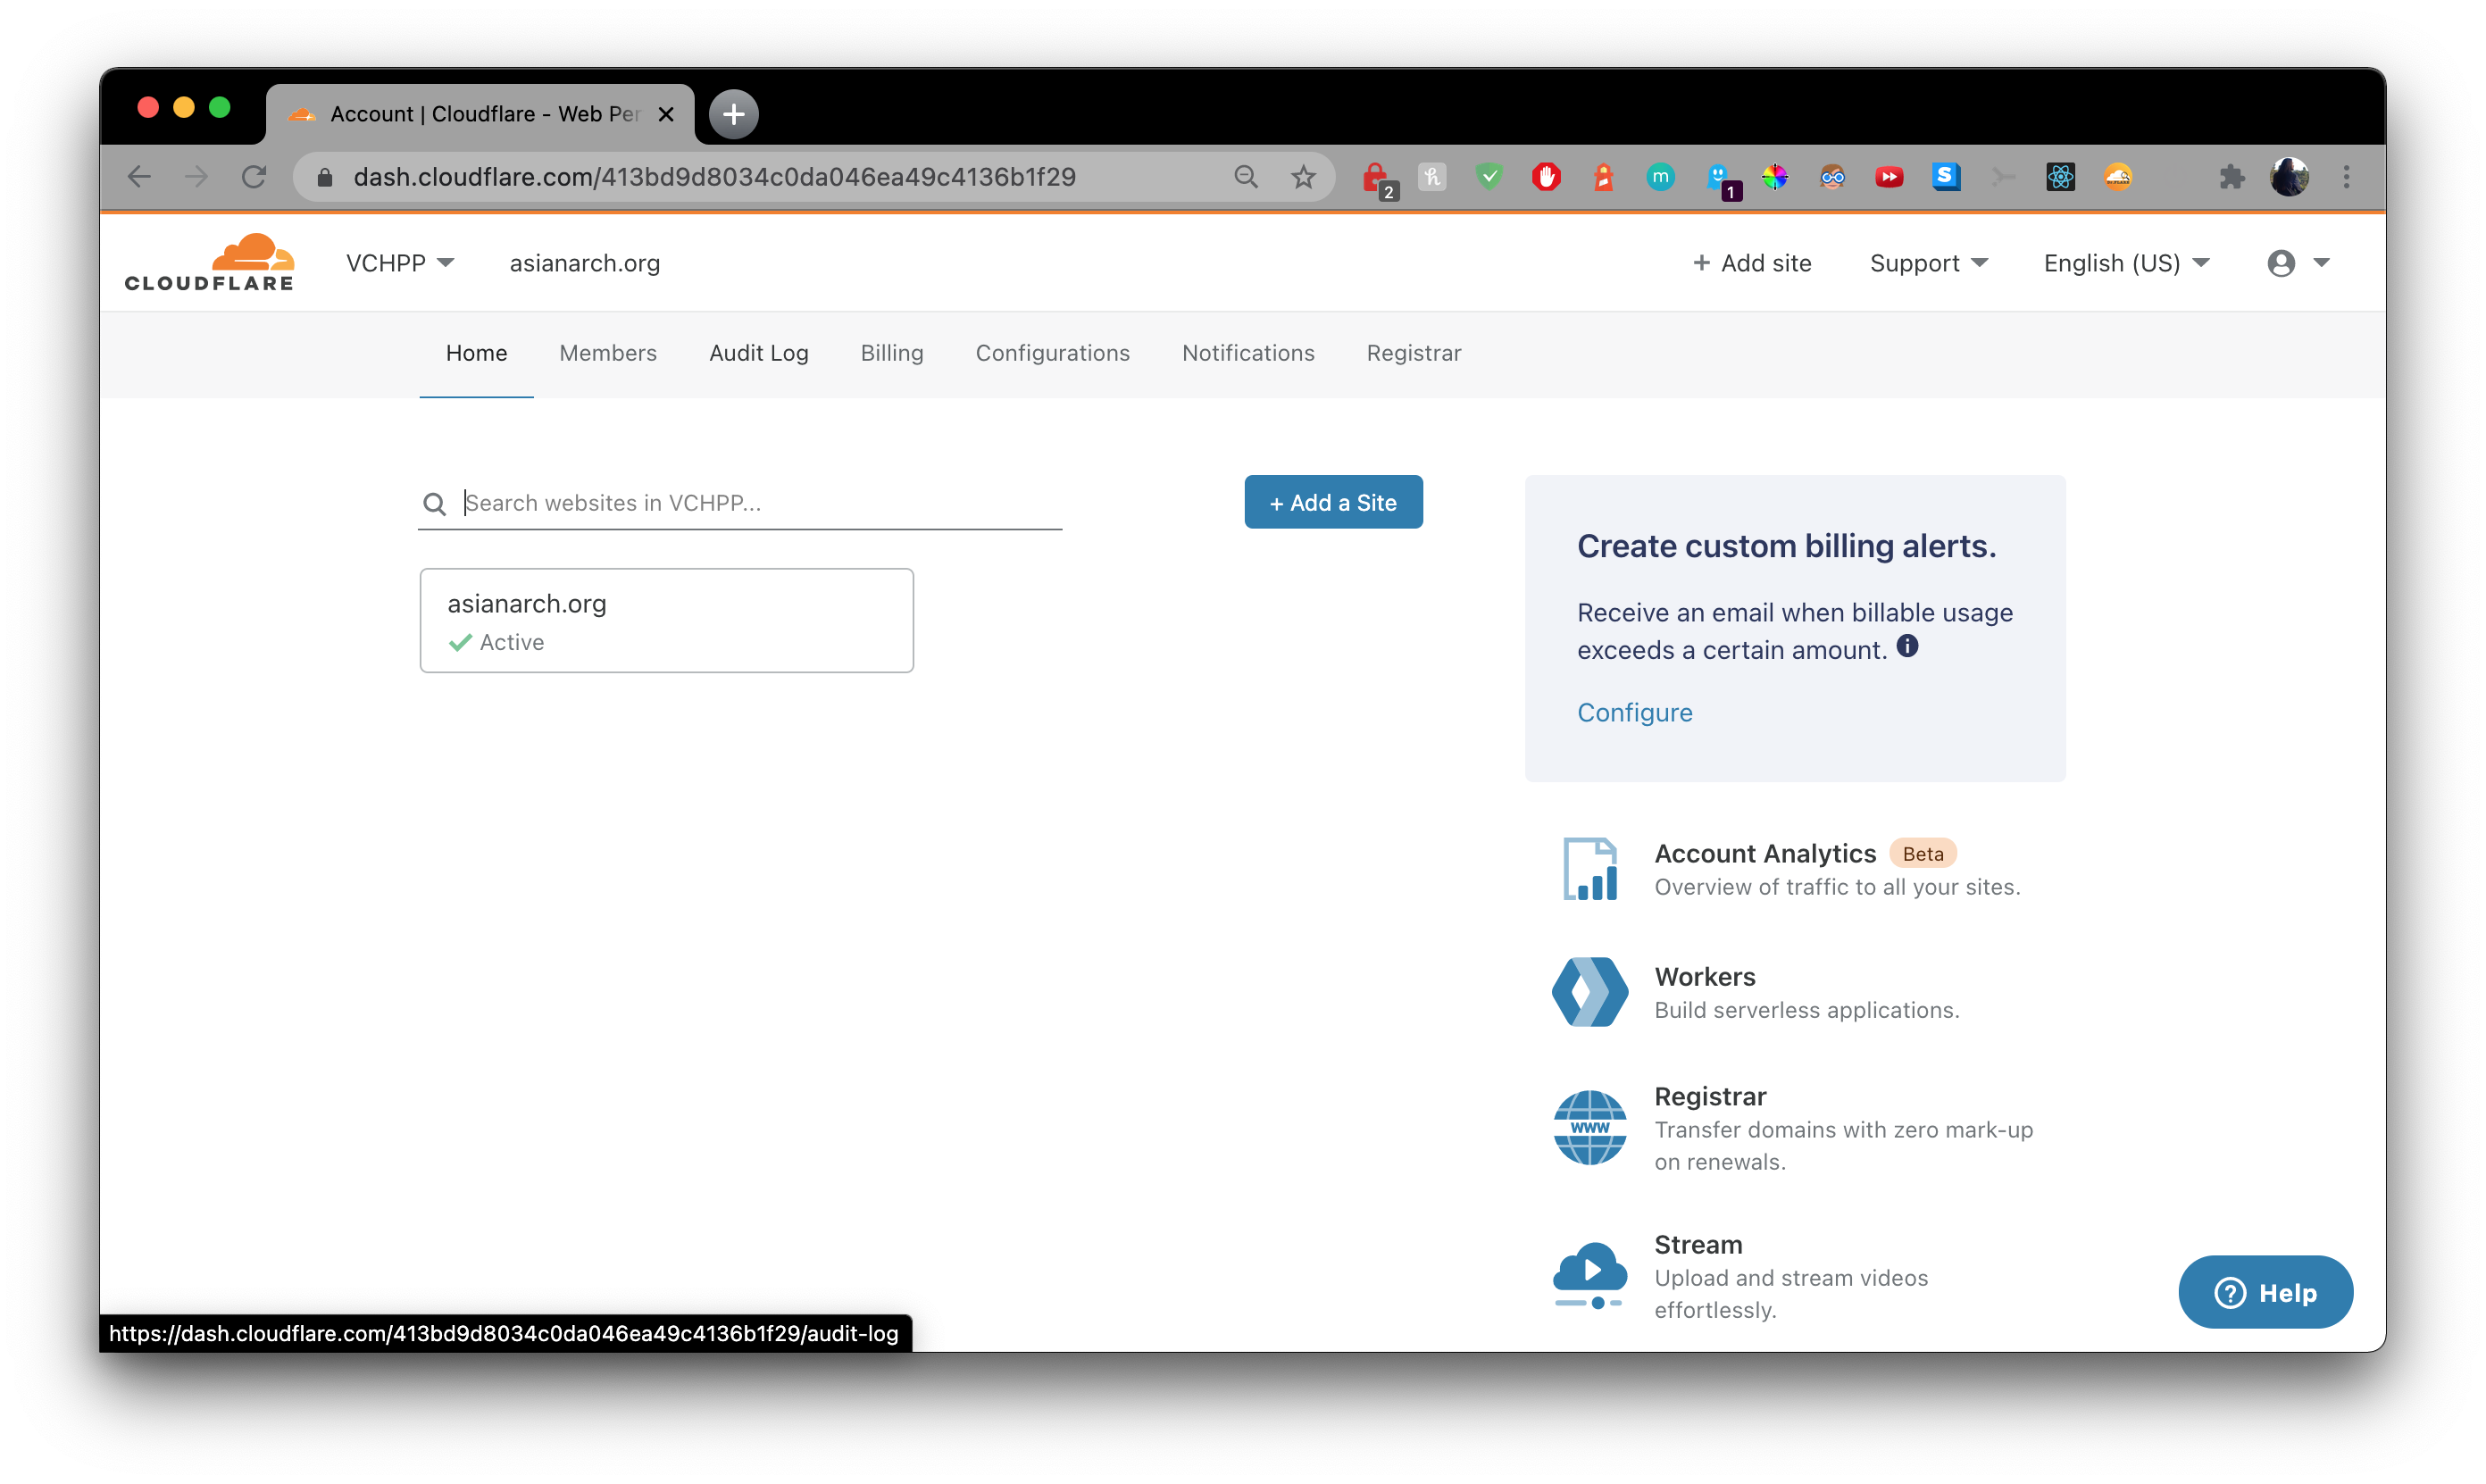 Account | Cloudflare - Web Per
dash.cloudflare.com/413bd9d8034c0da046ea49c4136b1f29
2
h
m
1
S
CLOUDFLARE
VCHPP
asianarch.org
+ Add site
Support
English (US)
Home
Members
Audit Log
Billing
Configurations
Notifications
Registrar
Search websites in VCHPP...
+ Add a Site
asianarch.org
Active
Create custom billing alerts.
Receive an email when billable usage
exceeds a certain amount.
Configure
Account Analytics Beta
Overview of traffic to all your sites.
Workers
Build serverless applications.
WWW
Registrar
Transfer domains with zero mark-up
on renewals.
Stream
Upload and stream videos
effortlessly.
Help
https://dash.cloudflare.com/413bd9d8034c0da046ea49c4136b1f29/audit-log